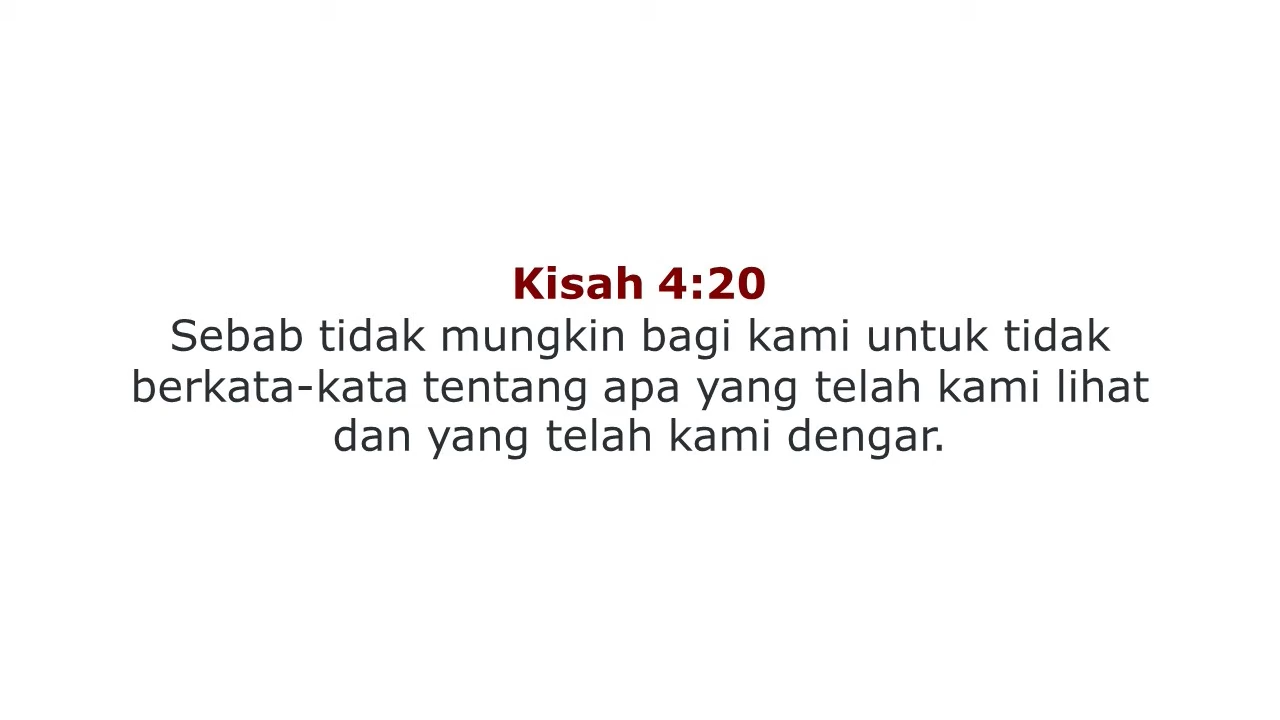 Kisah 4:20
Sebab tidak mungkin bagi kami untuk tidak
berkata-kata tentang apa yang telah kami lihat
dan yang telah kami dengar.